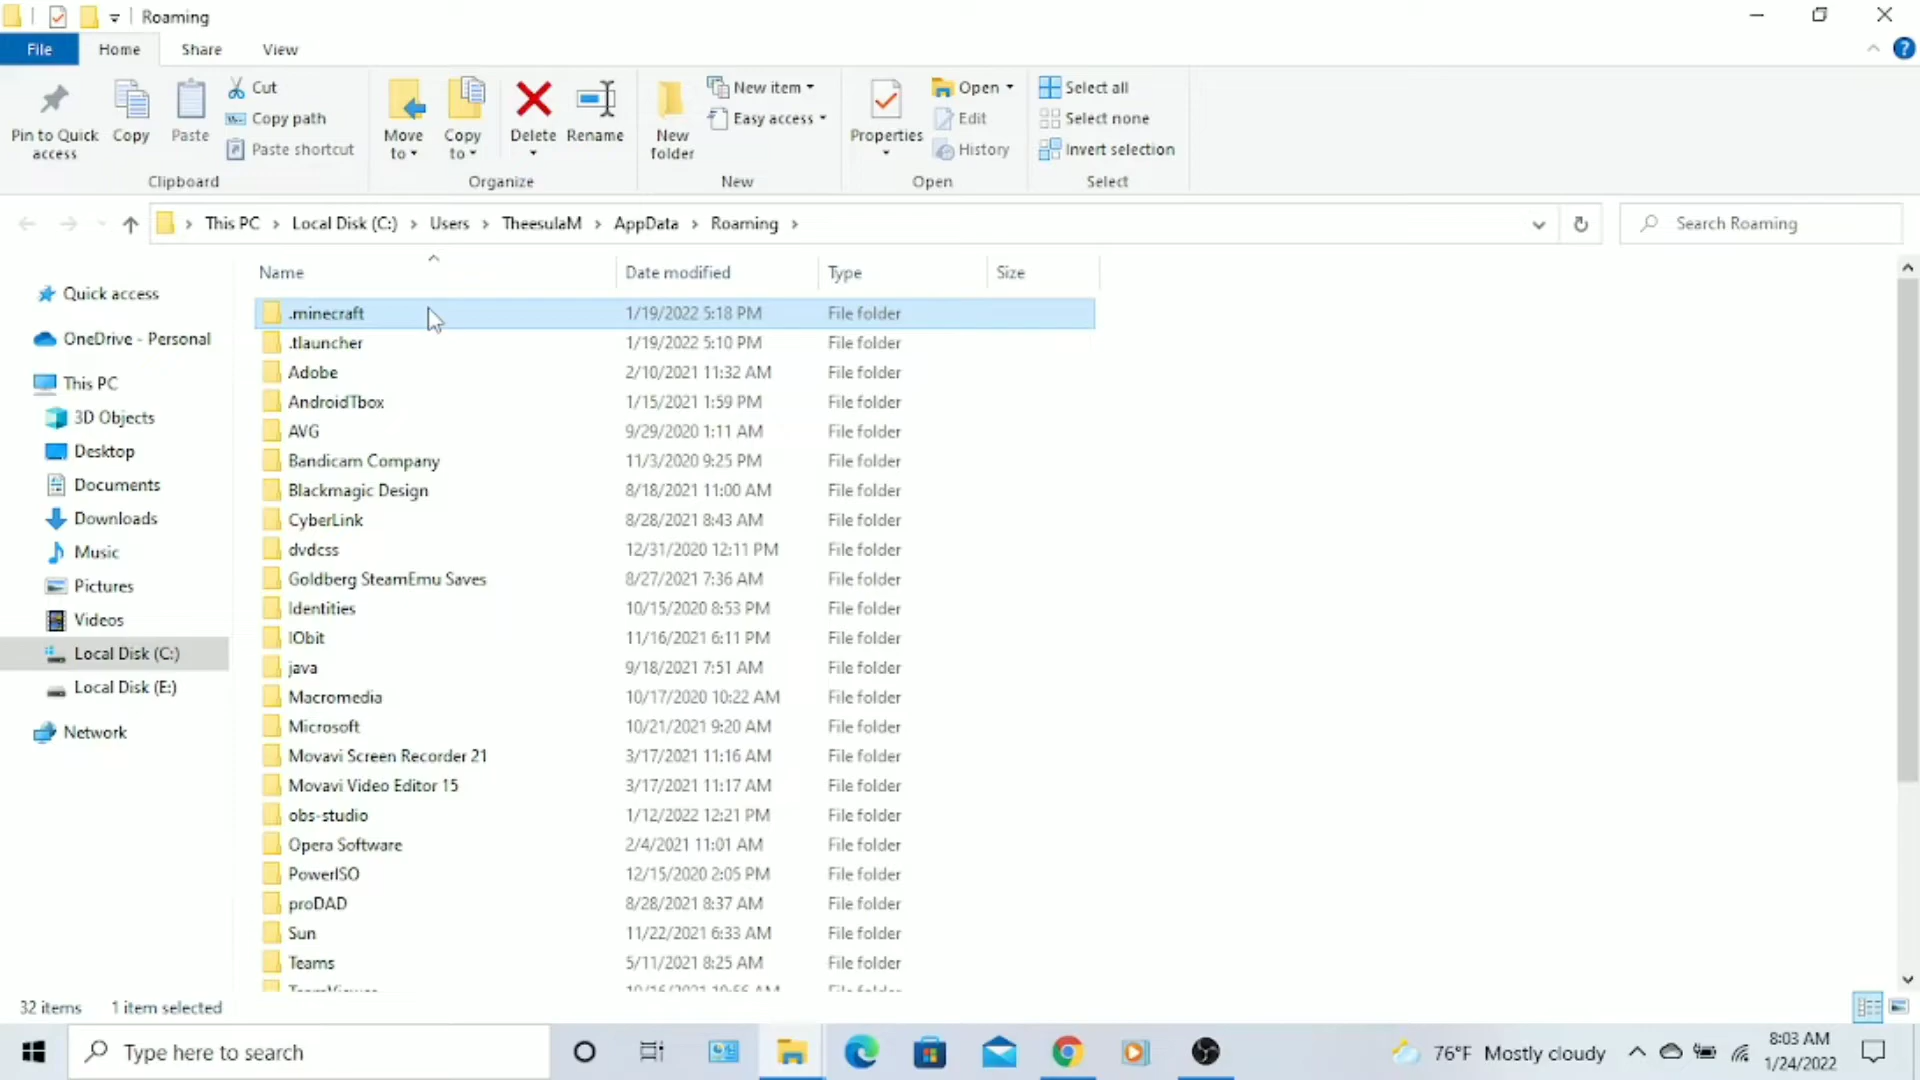 Roaming
File Home Share View
Pin to Quick access
Copy
Paste
Cut
Copy path
Paste shortcut
Clipboard
Move to
Copy to
Delete
Rename
Organize
New folder
New item
Easy access
New
Properties
Open
Edit
History
Open
Select all
Select none
Invert selection
Select
This PC > Local Disk (C:) > Users > TheesulaM > AppData > Roaming >
Search Roaming
Quick access
OneDrive - Personal
This PC
3D Objects
Desktop
Documents
Downloads
Music
Pictures
Videos
Local Disk (C:)
Local Disk (E:)
Network
Name Date modified Type Size
.minecraft 1/19/2022 5:18 PM File folder
.tlauncher 1/19/2022 5:10 PM File folder
Adobe 2/10/2021 11:32 AM File folder
AndroidTbox 1/15/2021 1:59 PM File folder
AVG 9/29/2020 1:11 AM File folder
Bandicam Company 11/3/2020 9:25 PM File folder
Blackmagic Design 8/18/2021 11:00 AM File folder
CyberLink 8/28/2021 8:43 AM File folder
dvdcss 12/31/2020 12:11 PM File folder
Goldberg SteamEmu Saves 8/27/2021 7:36 AM File folder
Identities 10/15/2020 8:53 PM File folder
IObit 11/16/2021 6:11 PM File folder
java 9/18/2021 7:51 AM File folder
Macromedia 10/17/2020 10:22 AM File folder
Microsoft 10/21/2021 9:20 AM File folder
Movavi Screen Recorder 21 3/17/2021 11:16 AM File folder
Movavi Video Editor 15 3/17/2021 11:17 AM File folder
obs-studio 1/12/2022 12:21 PM File folder
Opera Software 2/4/2021 11:01 AM File folder
PowerISO 12/15/2020 2:05 PM File folder
proDAD 8/28/2021 8:37 AM File folder
Sun 11/22/2021 6:33 AM File folder
Teams 5/11/2021 8:25 AM File folder
32 items 1 item selected
Type here to search
76°F Mostly cloudy
8:03 AM
1/24/2022